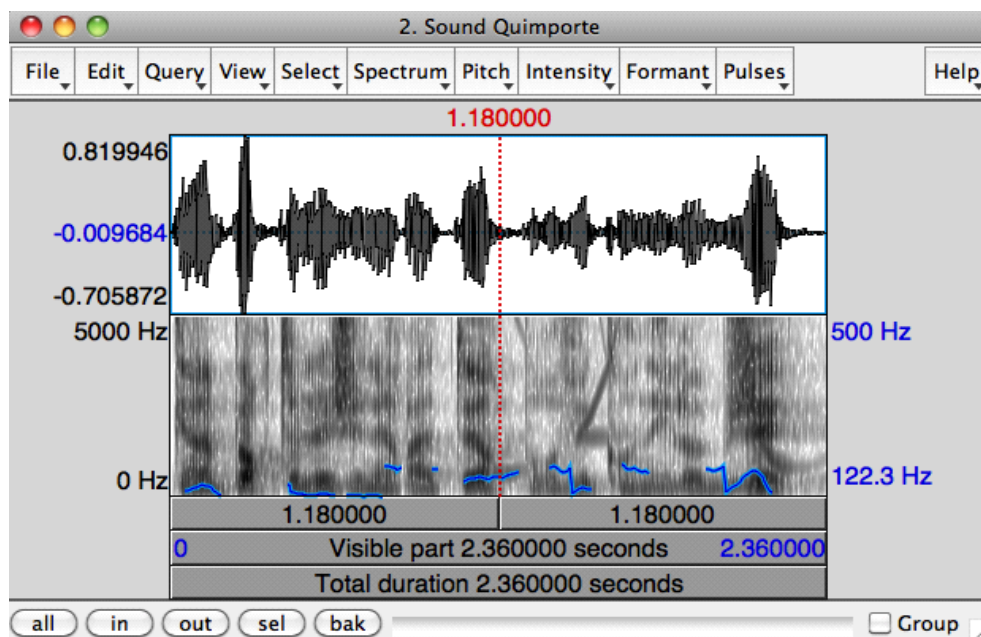 2. Sound Quimporte
File Edit Query View Select Spectrum Pitch Intensity Formant Pulses Help
1.180000
0.819946
-0.009684
-0.705872
5000 Hz 500 Hz
0 Hz 122.3 Hz
1.180000 1.180000
0 Visible part 2.360000 seconds 2.360000
Total duration 2.360000 seconds
all in out sel bak Group